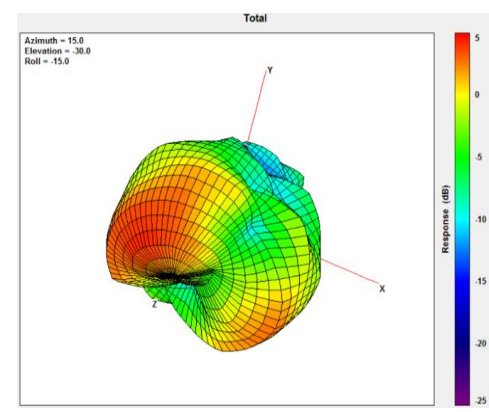 Total
Azimuth = 15.0
Elevation = -30.0
Roll = -15.0
Y
X
Z
5
0
-5
-10
-15
-20
-25
Response (dB)